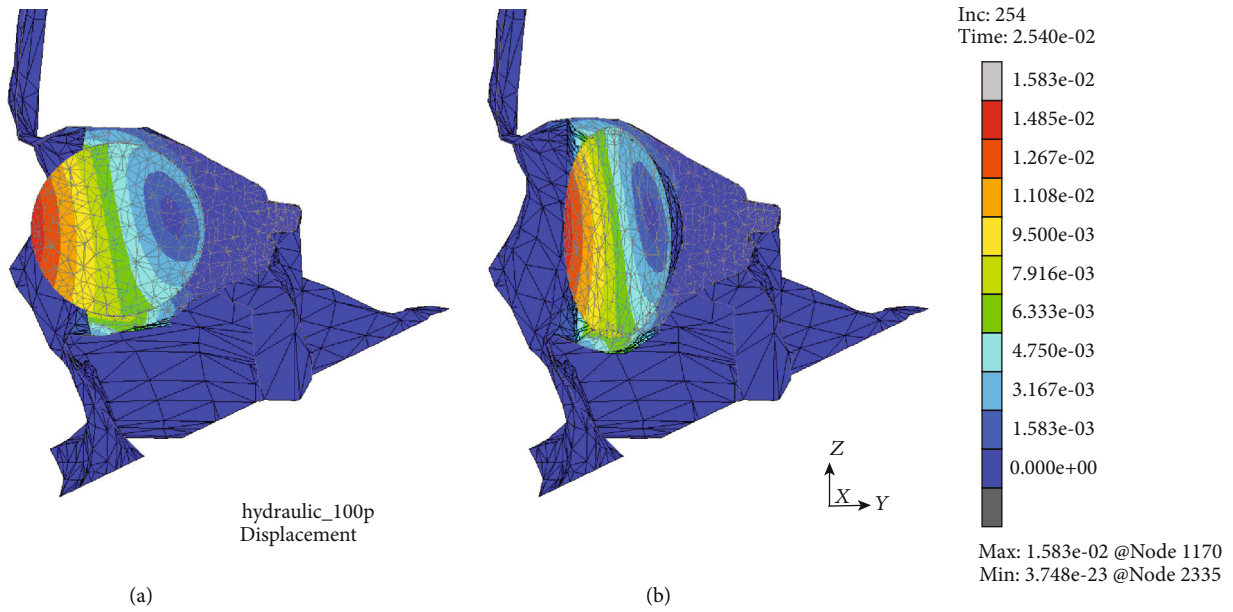 Inc: 254
Time: 2.540e-02
1.583e-02
1.485e-02
1.267e-02
1.108e-02
9.500e-03
7.916e-03
6.333e-03
4.750e-03
3.167e-03
1.583e-03
0.000e+00
Z
X Y
hydraulic_100p
Displacement
Max: 1.583e-02 @Node 1170
Min: 3.748e-23 @Node 2335
(a)
(b)